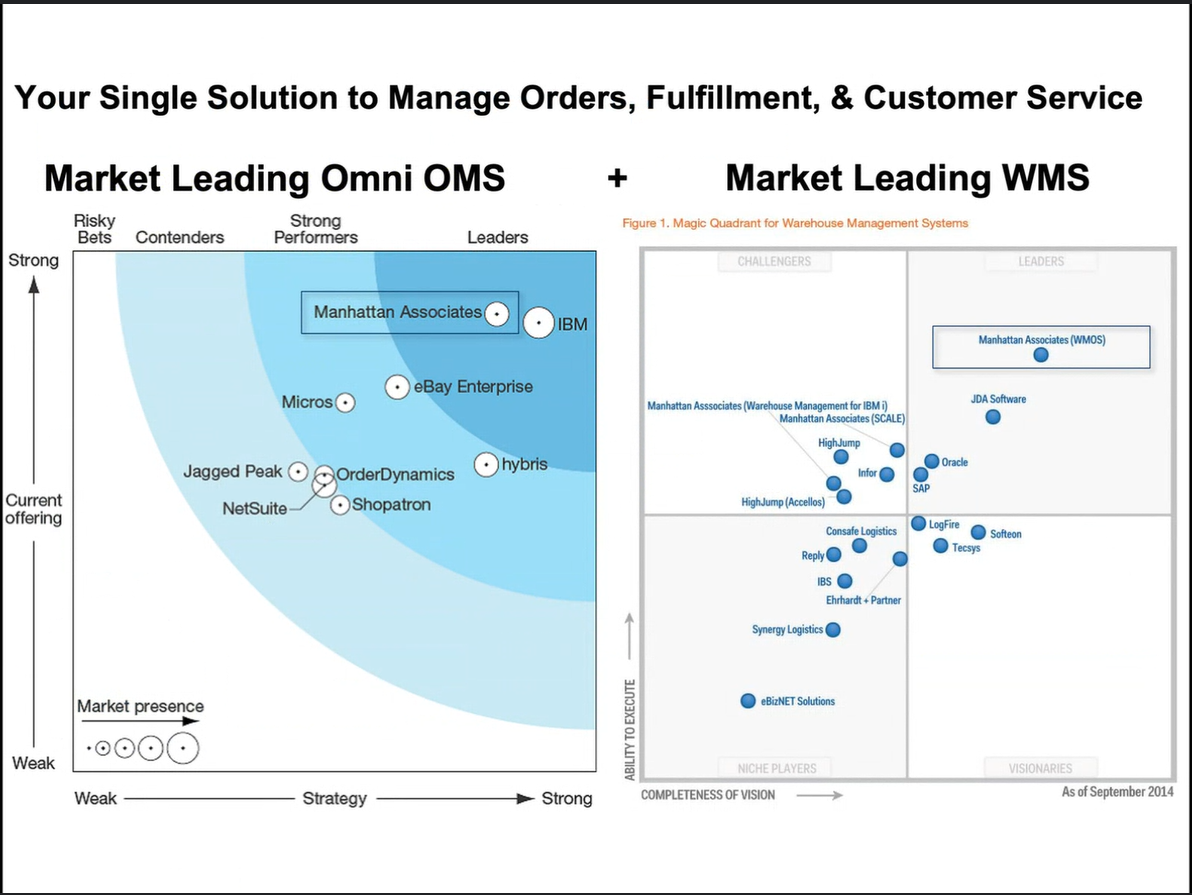 Your Single Solution to Manage Orders, Fulfillment, & Customer Service
Market Leading Omni OMS
+
Market Leading WMS
Risky
Bets
Contenders
Strong
Performers
Leaders
Strong
Manhattan Associates
IBM
eBay Enterprise
Micros
hybris
Jagged Peak
OrderDynamics
NetSuite
Shopatron
Current
offering
Market presence
Weak
Weak
Strategy
Strong
Figure 1. Magic Quadrant for Warehouse Management Systems
CHALLENGERS
LEADERS
Manhattan Associates (WMOS)
JDA Software
Manhattan Asssociates (Warehouse Management for IBM i)
Manhattan Associates (SCALE)
HighJump
Oracle
Infor
SAP
HighJump (Accellos)
LogFire
Consafe Logistics
Softeon
Tecsys
Reply
IBS
Ehrhardt + Partner
Synergy Logistics
eBizNET Solutions
ABILITY TO EXECUTE
NICHE PLAYERS
VISIONARIES
COMPLETENESS OF VISION
As of September 2014